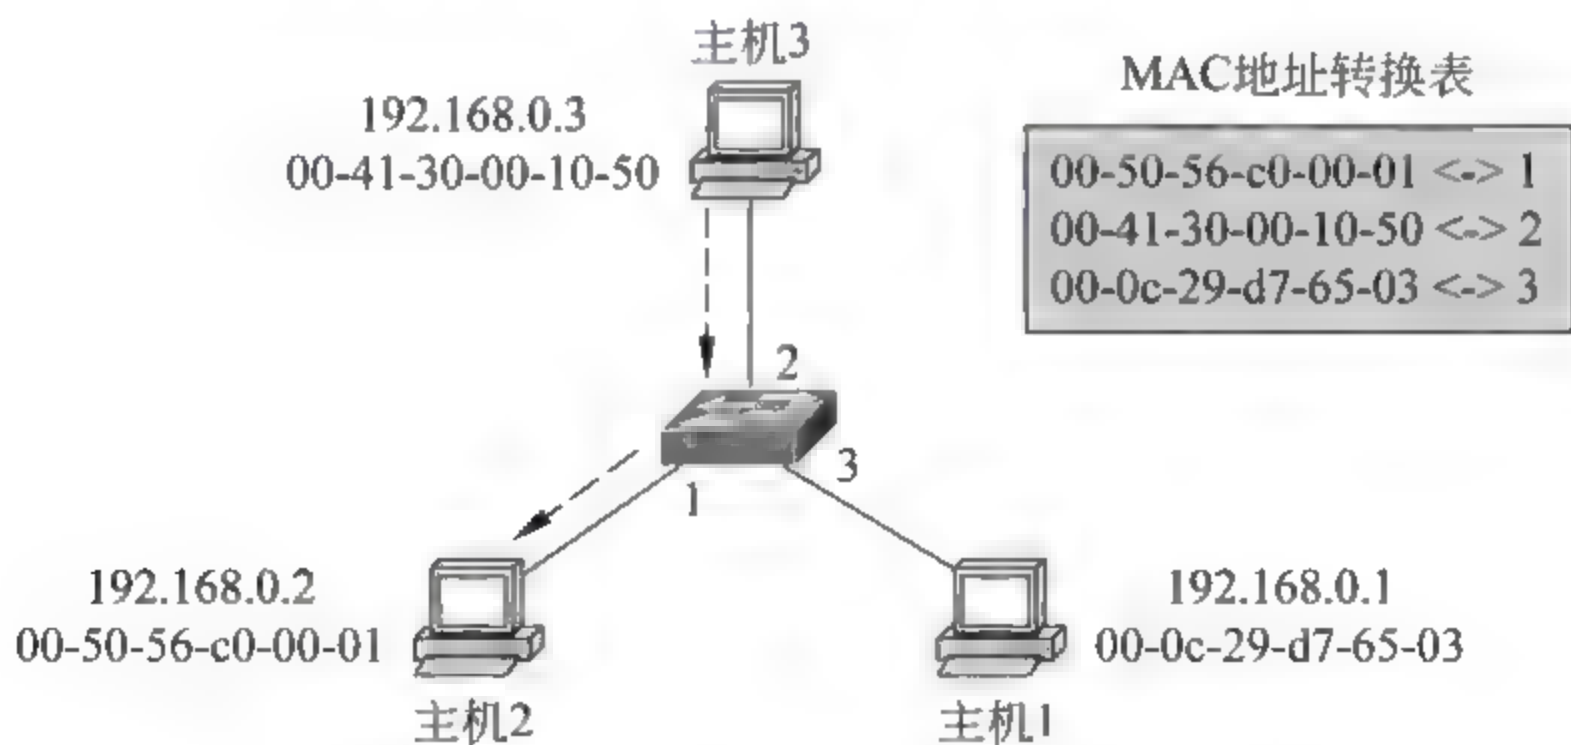 主机3
192.168.0.3
00-41-30-00-10-50
MAC地址转换表
00-50-56-c0-00-01 <-> 1
00-41-30-00-10-50 <-> 2
00-0c-29-d7-65-03 <-> 3
2
1
3
192.168.0.2
00-50-56-c0-00-01
主机2
192.168.0.1
00-0c-29-d7-65-03
主机1